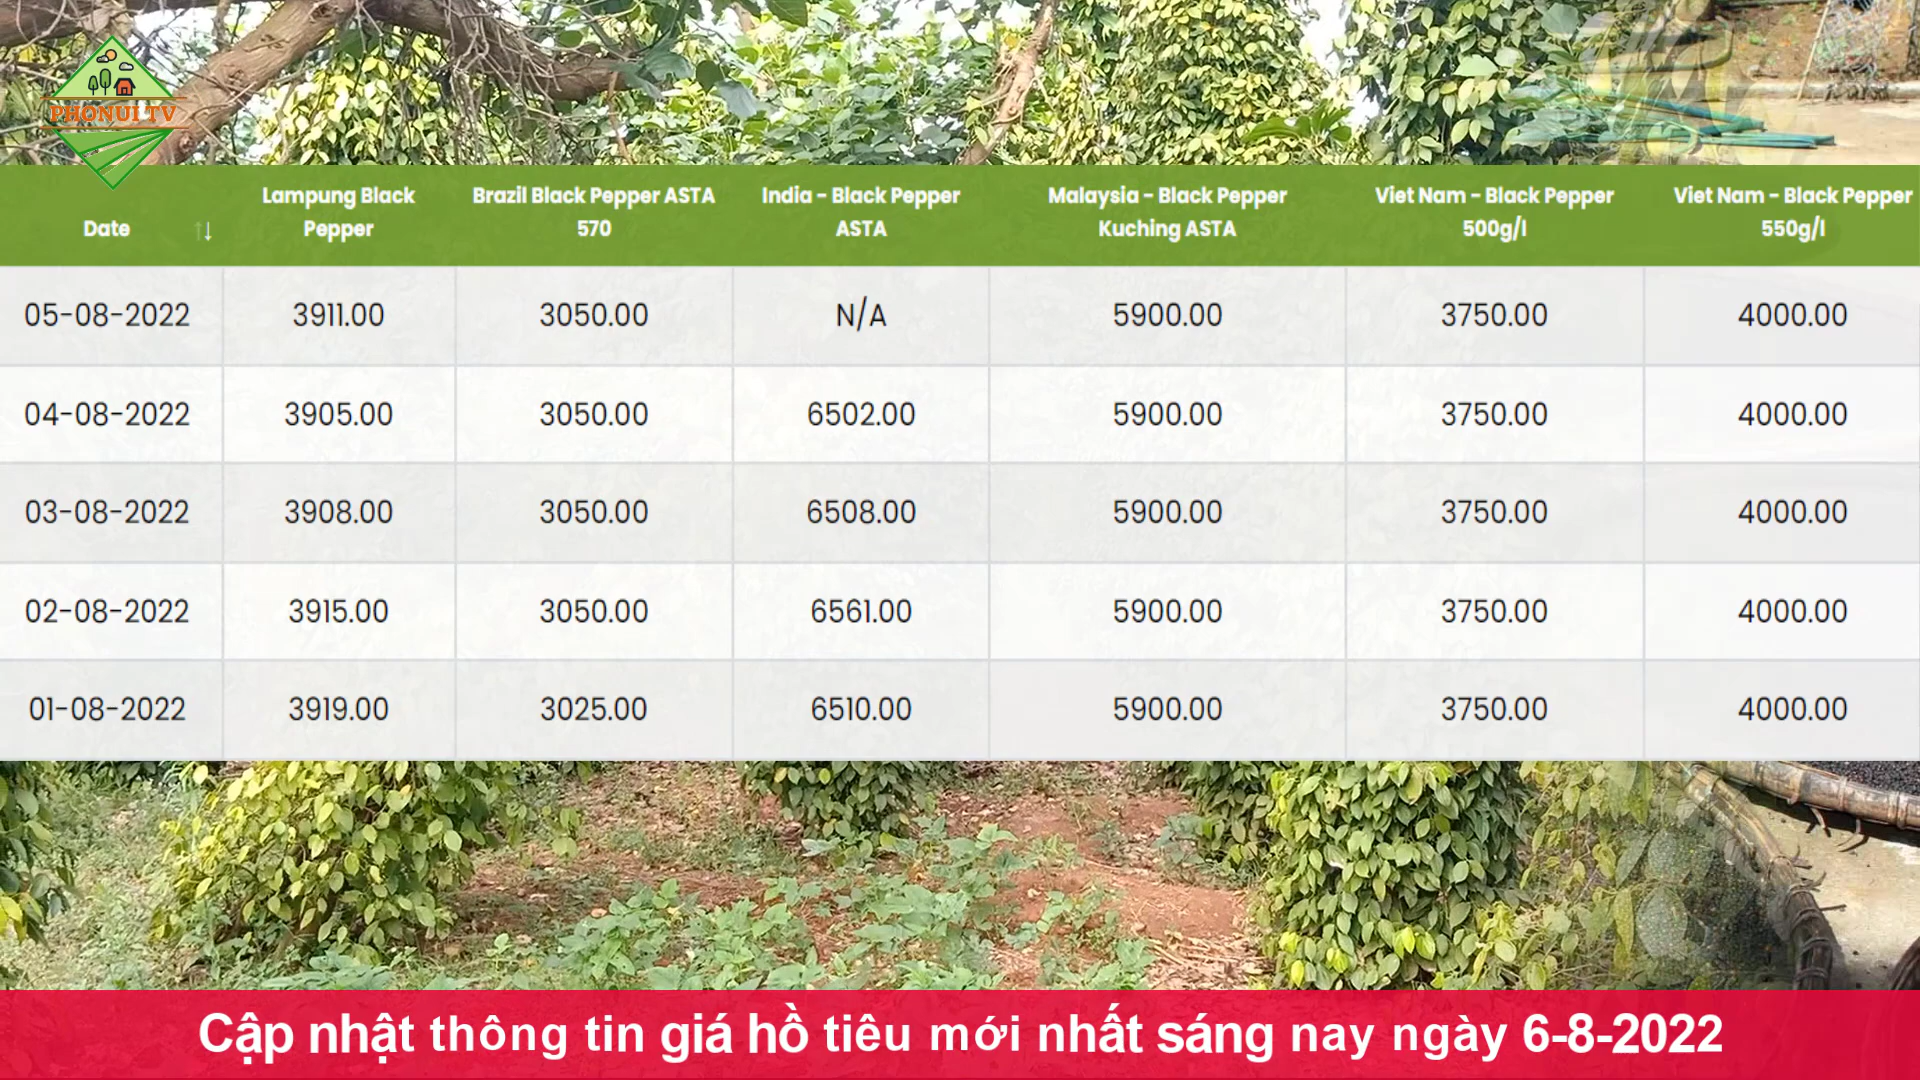 PHONUI TV
Date Lampung Black Pepper Brazil Black Pepper ASTA 570 India - Black Pepper ASTA Malaysia - Black Pepper Kuching ASTA Viet Nam - Black Pepper 500g/l Viet Nam - Black Pepper 550g/l
05-08-2022 3911.00 3050.00 N/A 5900.00 3750.00 4000.00
04-08-2022 3905.00 3050.00 6502.00 5900.00 3750.00 4000.00
03-08-2022 3908.00 3050.00 6508.00 5900.00 3750.00 4000.00
02-08-2022 3915.00 3050.00 6561.00 5900.00 3750.00 4000.00
01-08-2022 3919.00 3025.00 6510.00 5900.00 3750.00 4000.00
Cập nhật thông tin giá hồ tiêu mới nhất sáng nay ngày 6-8-2022